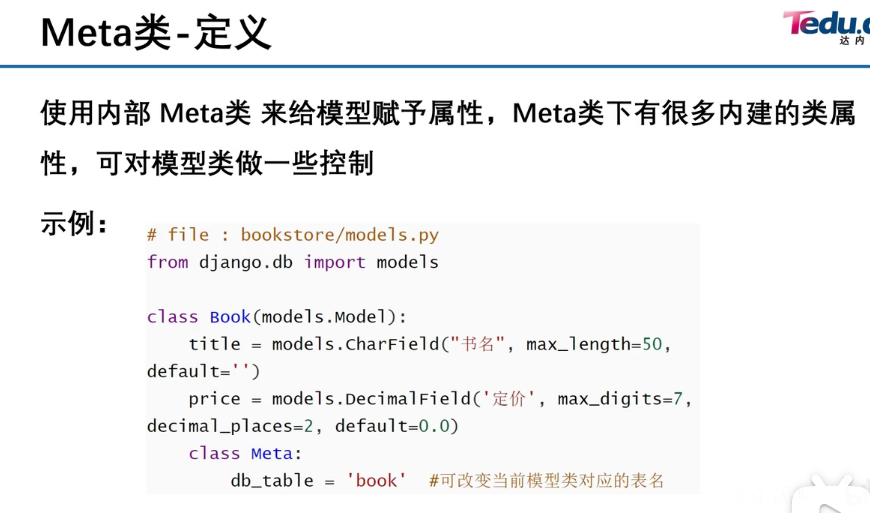 Meta类-定义
Tedu.c
达内
使用内部 Meta类 来给模型赋予属性，Meta类下有很多内建的类属
性，可对模型类做一些控制
示例：
# file : bookstore/models.py
from django.db import models
class Book(models.Model):
    title = models.CharField("书名", max_length=50,
default='')
    price = models.DecimalField('定价', max_digits=7,
decimal_places=2, default=0.0)
    class Meta:
        db_table = 'book'  #可改变当前模型类对应的表名